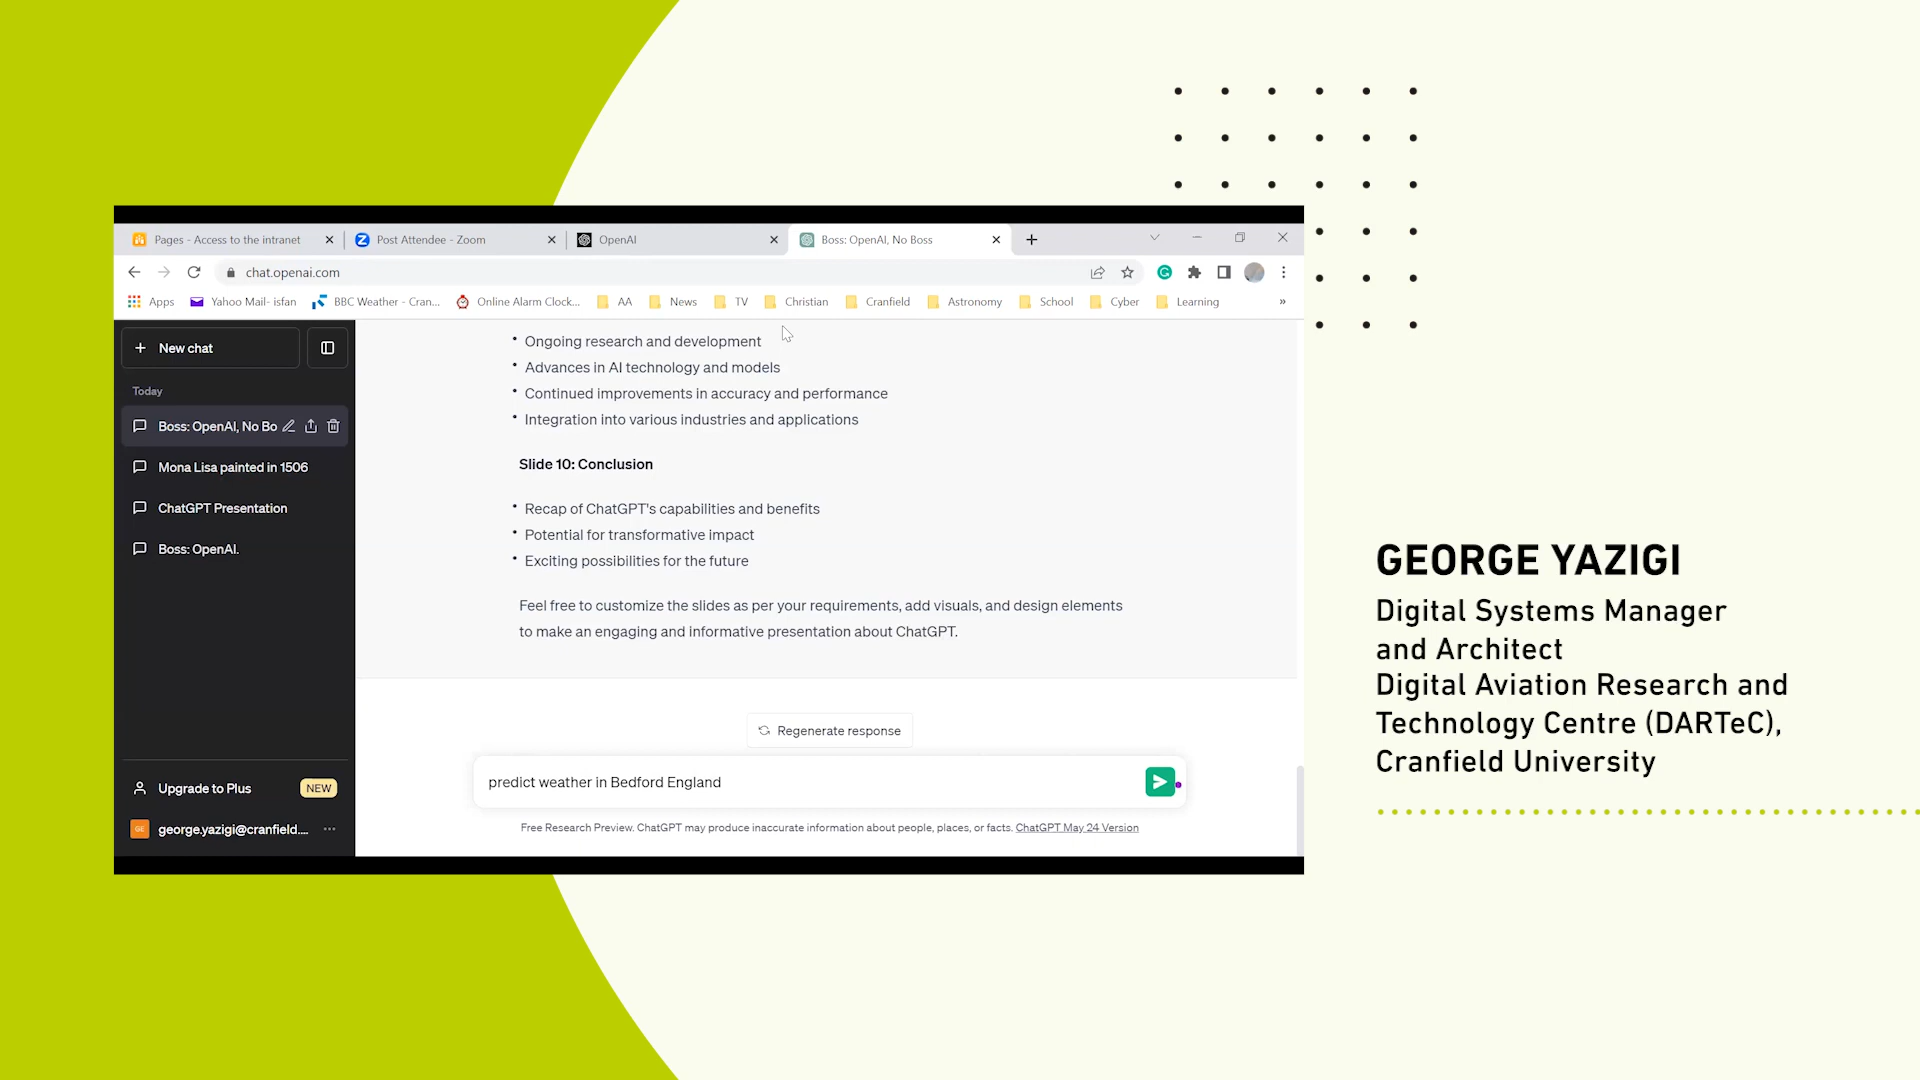 Pages - Access to the intranet
Post Attendee - Zoom
OpenAI
Boss: OpenAI, No Boss
chat.openai.com
Apps
Yahoo Mail- isfan
BBC Weather - Cran...
Online Alarm Clock...
AA
News
TV
Christian
Cranfield
Astronomy
School
Cyber
Learning
»
+ New chat
Today
Boss: OpenAI, No Bo
Mona Lisa painted in 1506
ChatGPT Presentation
Boss: OpenAI.
Upgrade to Plus
NEW
GE
george.yazigi@cranfield....
• Ongoing research and development
• Advances in AI technology and models
• Continued improvements in accuracy and performance
• Integration into various industries and applications
Slide 10: Conclusion
• Recap of ChatGPT's capabilities and benefits
• Potential for transformative impact
• Exciting possibilities for the future
Feel free to customize the slides as per your requirements, add visuals, and design elements
to make an engaging and informative presentation about ChatGPT.
Regenerate response
predict weather in Bedford England
Free Research Preview. ChatGPT may produce inaccurate information about people, places, or facts. ChatGPT May 24 Version
GEORGE YAZIGI
Digital Systems Manager
and Architect
Digital Aviation Research and
Technology Centre (DARTeC),
Cranfield University